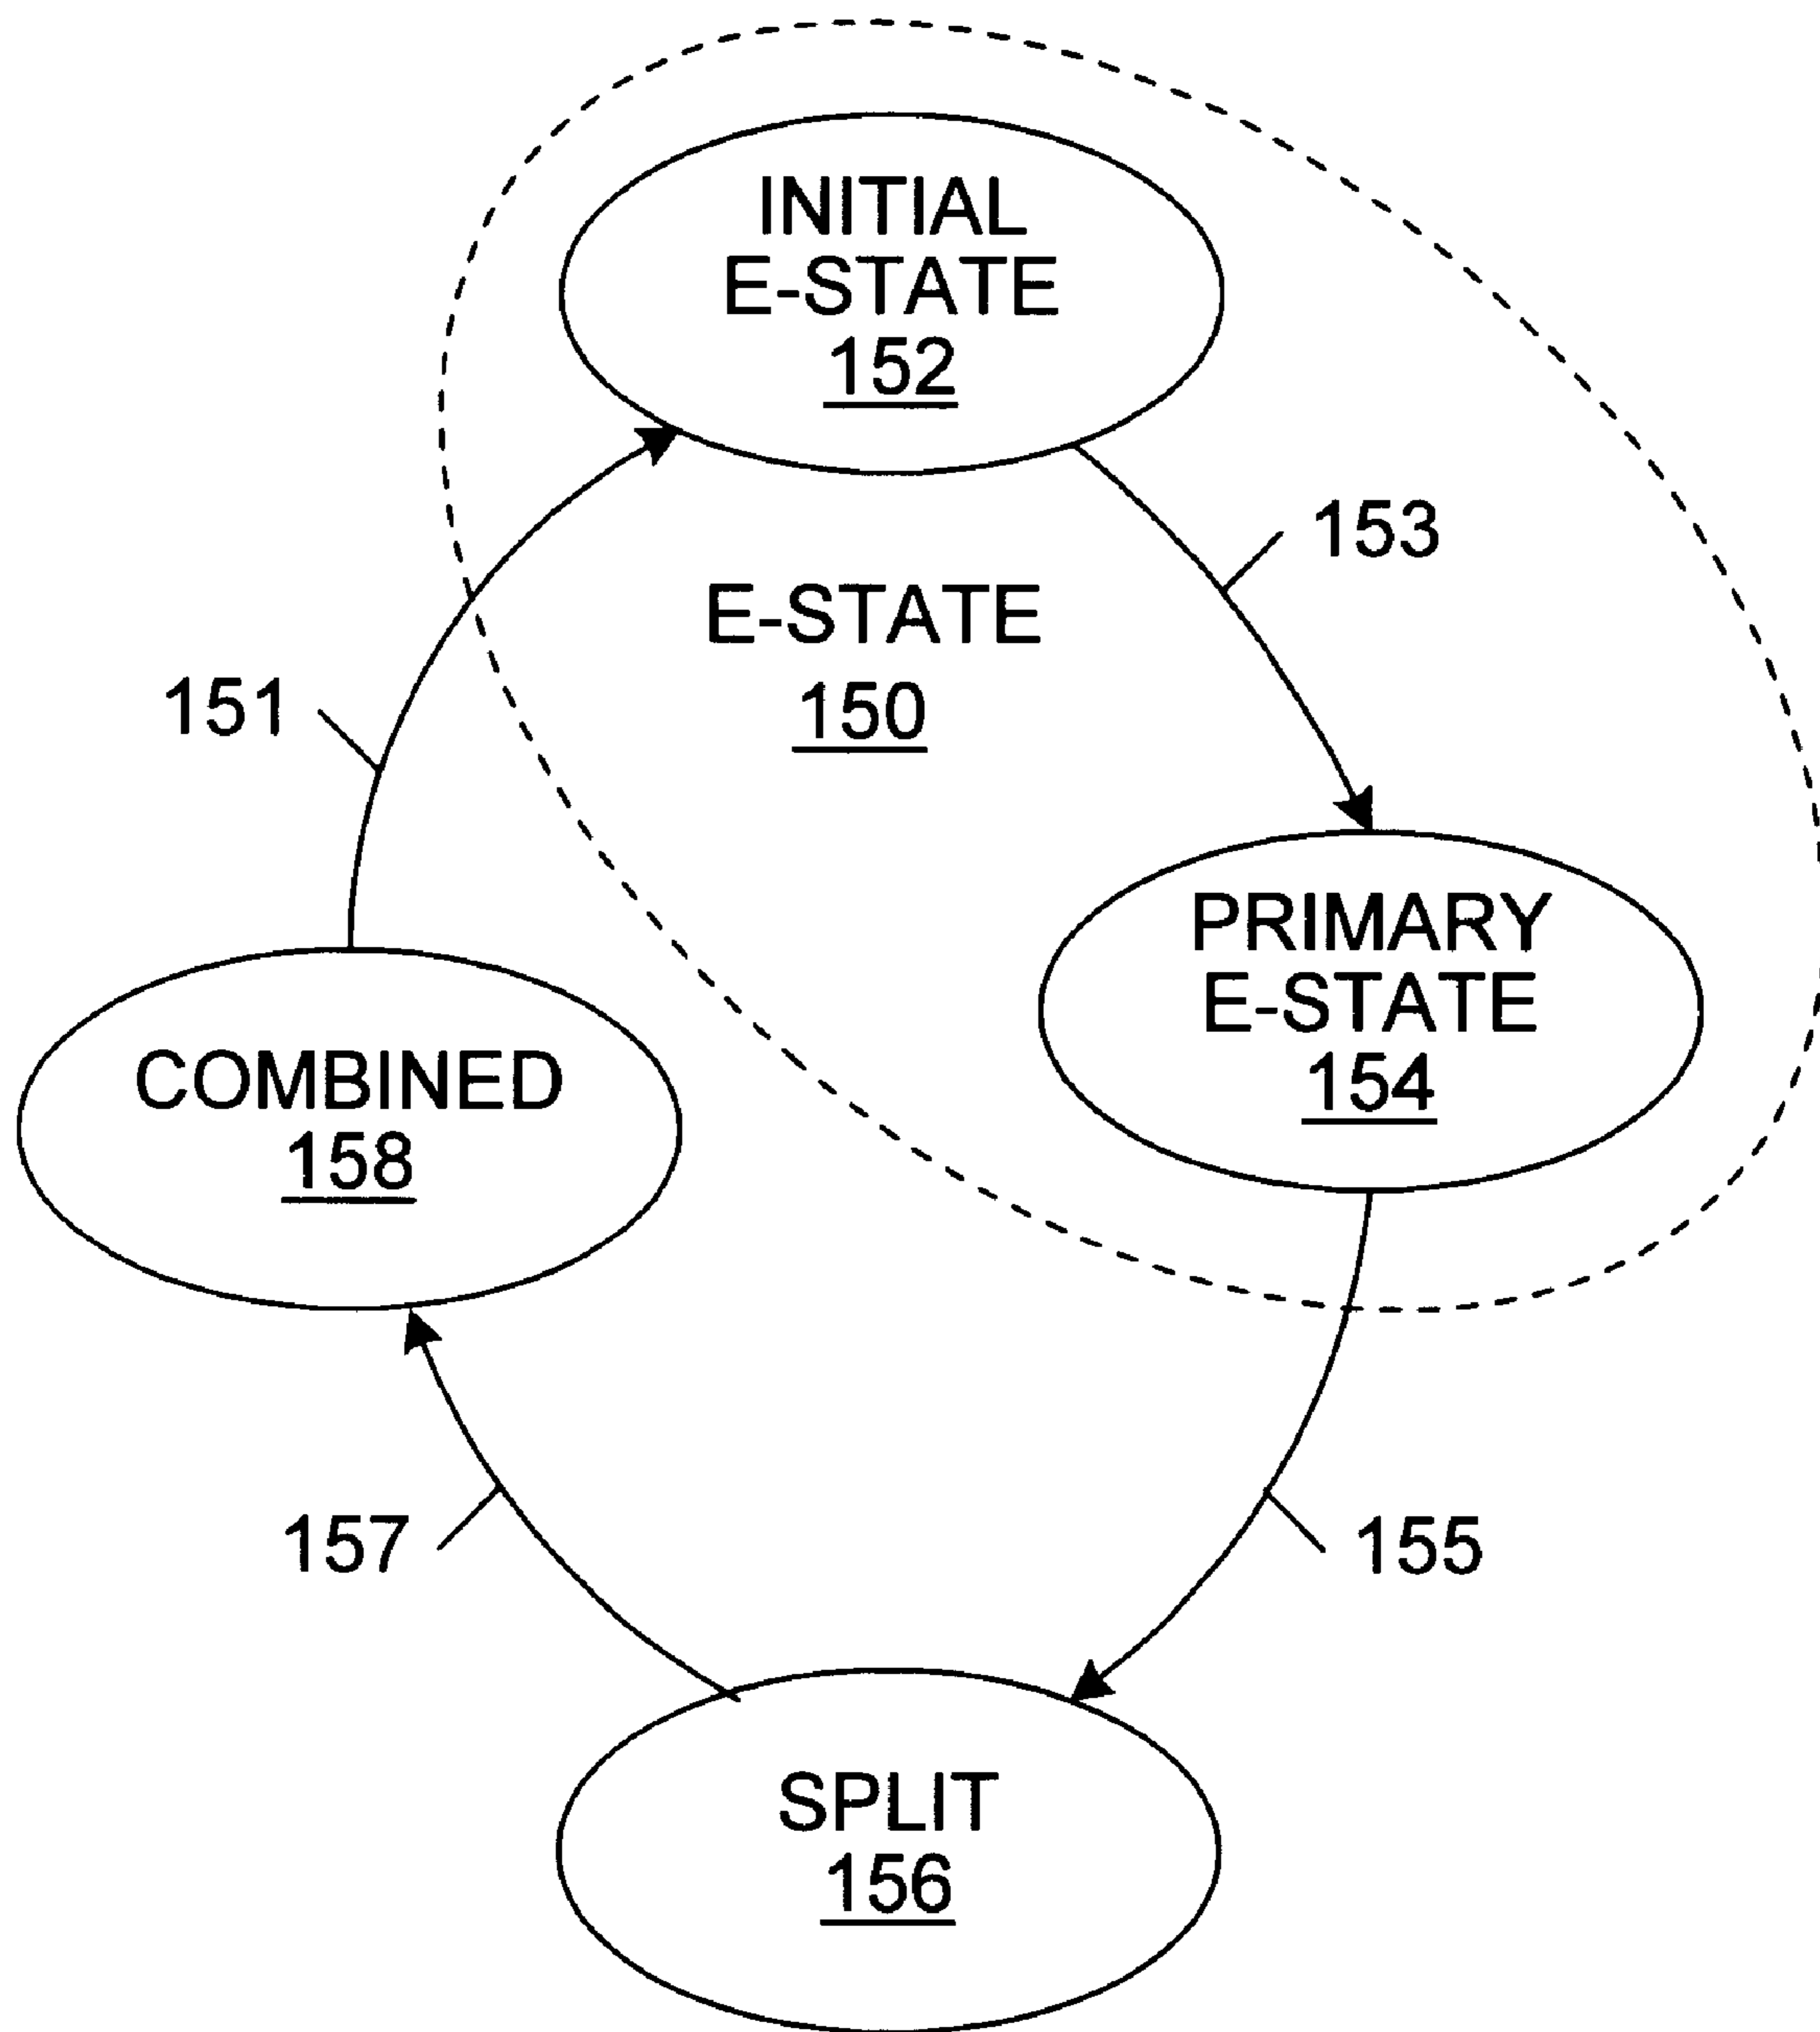 INITIAL
E-STATE
152
153
E-STATE
150
151
PRIMARY
E-STATE
154
COMBINED
158
157
155
SPLIT
156